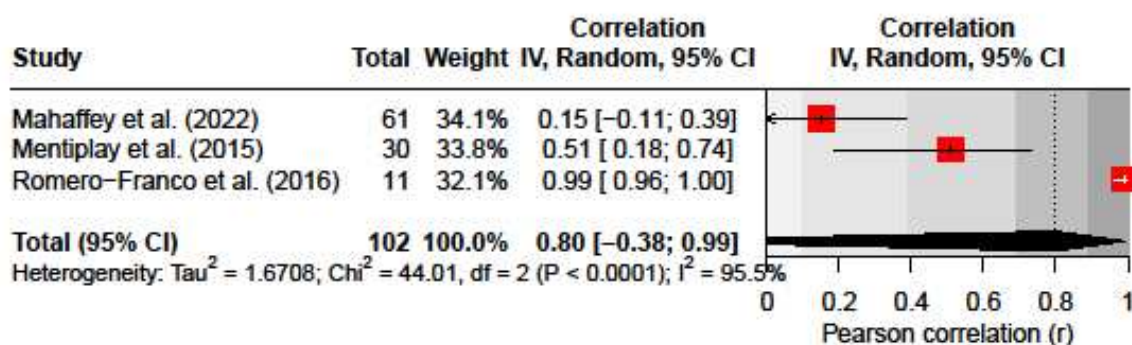 Correlation Correlation
Study Total Weight IV, Random, 95% CI IV, Random, 95% CI
Mahaffey et al. (2022) 61 34.1% 0.15 [−0.11; 0.39]
Mentiplay et al. (2015) 30 33.8% 0.51 [ 0.18; 0.74]
Romero−Franco et al. (2016) 11 32.1% 0.99 [ 0.96; 1.00]
Total (95% CI) 102 100.0% 0.80 [−0.38; 0.99]
Heterogeneity: Tau² = 1.6708; Chi² = 44.01, df = 2 (P < 0.0001); I² = 95.5%
0 0.2 0.4 0.6 0.8 1
Pearson correlation (r)